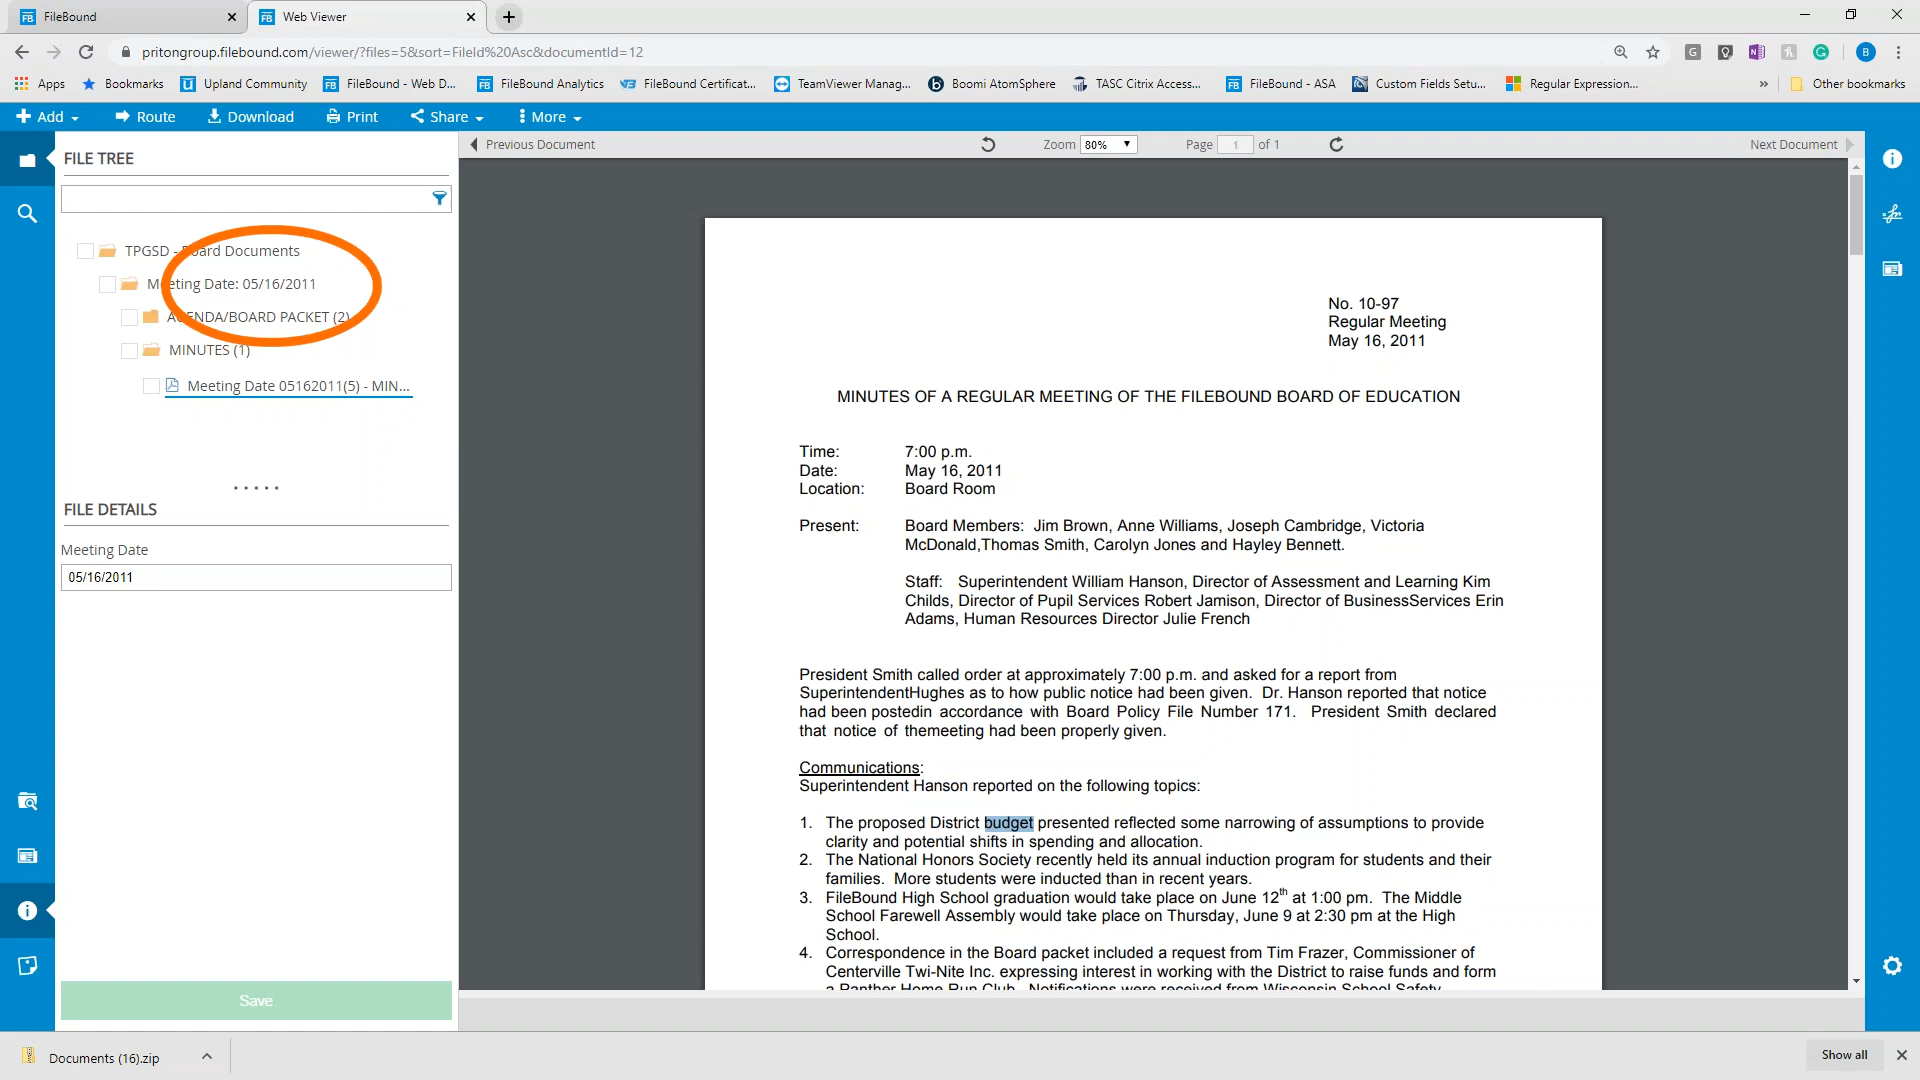 FileBound
Web Viewer
pritongroup.filebound.com/viewer/?files=5&sort=FileId%20Asc&documentId=12
Apps Bookmarks Upland Community FileBound - Web D... FileBound Analytics FileBound Certificat... TeamViewer Manag... Boomi AtomSphere TASC Citrix Access... FileBound - ASA Custom Fields Setu... Regular Expression... » Other bookmarks
Add Route Download Print Share More
FILE TREE
Previous Document Zoom 80% Page 1 of 1 Next Document
TPGSD - Board Documents
Meeting Date: 05/16/2011
AGENDA/BOARD PACKET (2)
MINUTES (1)
Meeting Date 05162011(5) - MIN...
FILE DETAILS
Meeting Date
05/16/2011
Save
No. 10-97
Regular Meeting
May 16, 2011
MINUTES OF A REGULAR MEETING OF THE FILEBOUND BOARD OF EDUCATION
Time: 7:00 p.m.
Date: May 16, 2011
Location: Board Room
Present: Board Members: Jim Brown, Anne Williams, Joseph Cambridge, Victoria
McDonald,Thomas Smith, Carolyn Jones and Hayley Bennett.
Staff: Superintendent William Hanson, Director of Assessment and Learning Kim
Childs, Director of Pupil Services Robert Jamison, Director of BusinessServices Erin
Adams, Human Resources Director Julie French
President Smith called order at approximately 7:00 p.m. and asked for a report from
SuperintendentHughes as to how public notice had been given. Dr. Hanson reported that notice
had been postedin accordance with Board Policy File Number 171. President Smith declared
that notice of themeeting had been properly given.
Communications:
Superintendent Hanson reported on the following topics:
1. The proposed District budget presented reflected some narrowing of assumptions to provide
clarity and potential shifts in spending and allocation.
2. The National Honors Society recently held its annual induction program for students and their
families. More students were inducted than in recent years.
3. FileBound High School graduation would take place on June 12th at 1:00 pm. The Middle
School Farewell Assembly would take place on Thursday, June 9 at 2:30 pm at the High
School.
4. Correspondence in the Board packet included a request from Tim Frazer, Commissioner of
Centerville Twi-Nite Inc. expressing interest in working with the District to raise funds and form
a Panther Home Run Club. Notifications were received from Wisconsin School Safety
Documents (16).zip
Show all